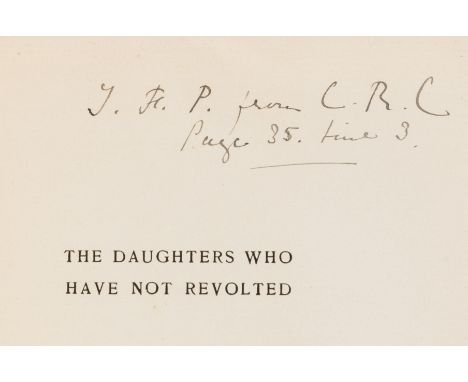 J. H. P. from C. R. C
Page 35. line 3.
THE DAUGHTERS WHO
HAVE NOT REVOLTED